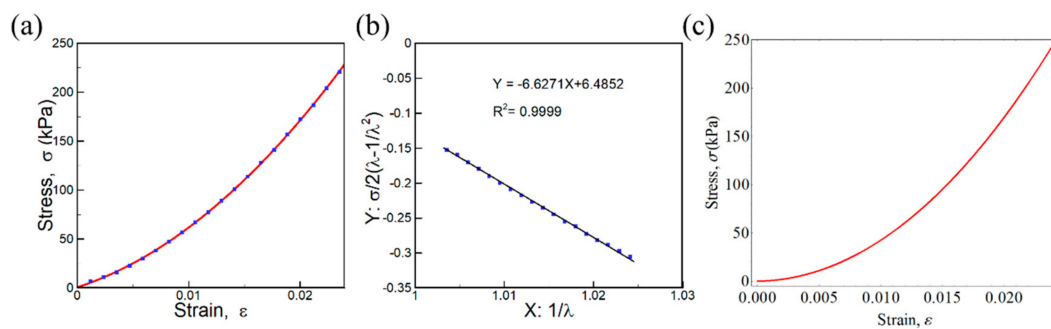 (a)
250
200
150
100
50
0
Stress, σ (kPa)
0
0.01
0.02
Strain, ε
(b)
0
-0.05
-0.1
-0.15
-0.2
-0.25
-0.3
-0.35
Y: σ/2(λ-1/λ²)
Y = -6.6271X+6.4852
R²= 0.9999
1
1.01
1.02
1.03
X: 1/λ
(c)
250
200
150
100
50
0
Stress, σ(kPa)
0.000
0.005
0.010
0.015
0.020
Strain, ε